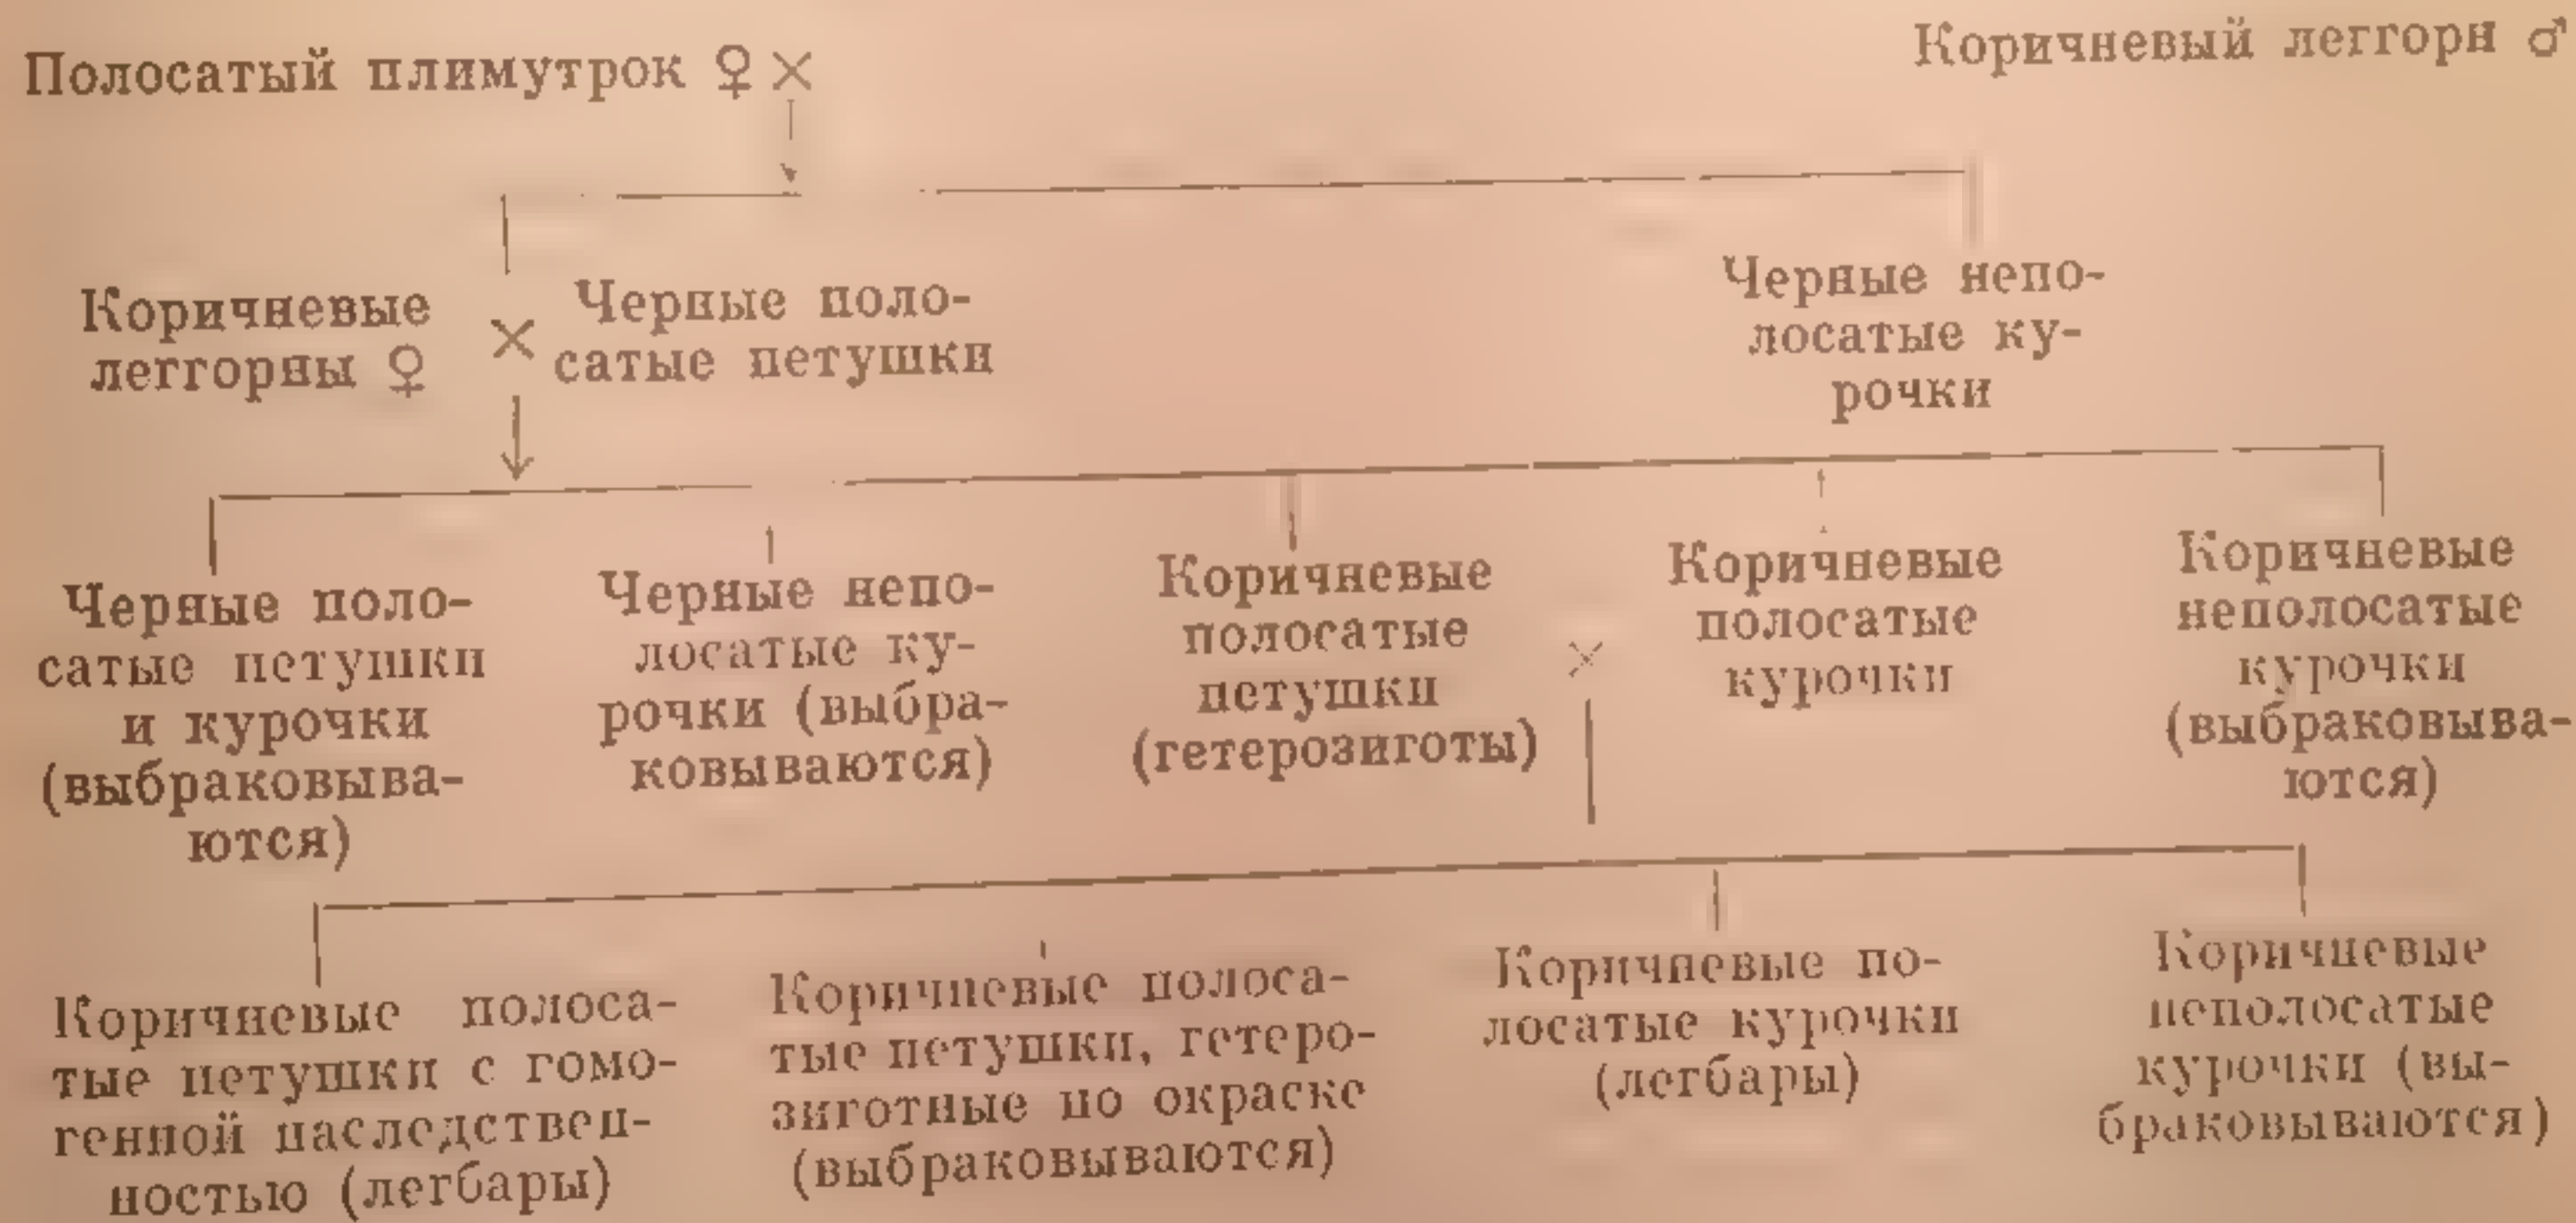 Полосатый плимутрок ♀ ×
Коричневый леггорн ♂
Коричневые
леггорны ♀
×
Черные поло-
сатые петушки
Черные непо-
лосатые ку-
рочки
Черные поло-
сатые петушки
и курочки
(выбраковыва-
ются)
Черные непо-
лосатые ку-
рочки (выбра-
ковываются)
Коричневые
полосатые
петушки
(гетерозиготы)
×
Коричневые
полосатые
курочки
Коричневые
неполосатые
курочки
(выбраковыва-
ются)
Коричневые полоса-
тые петушки с гомо-
генной наследствен-
ностью (легбары)
Коричневые полоса-
тые петушки, гетеро-
зиготные по окраске
(выбраковываются)
Коричневые по-
лосатые курочки
(легбары)
Коричневые
неполосатые
курочки (вы-
браковываются)